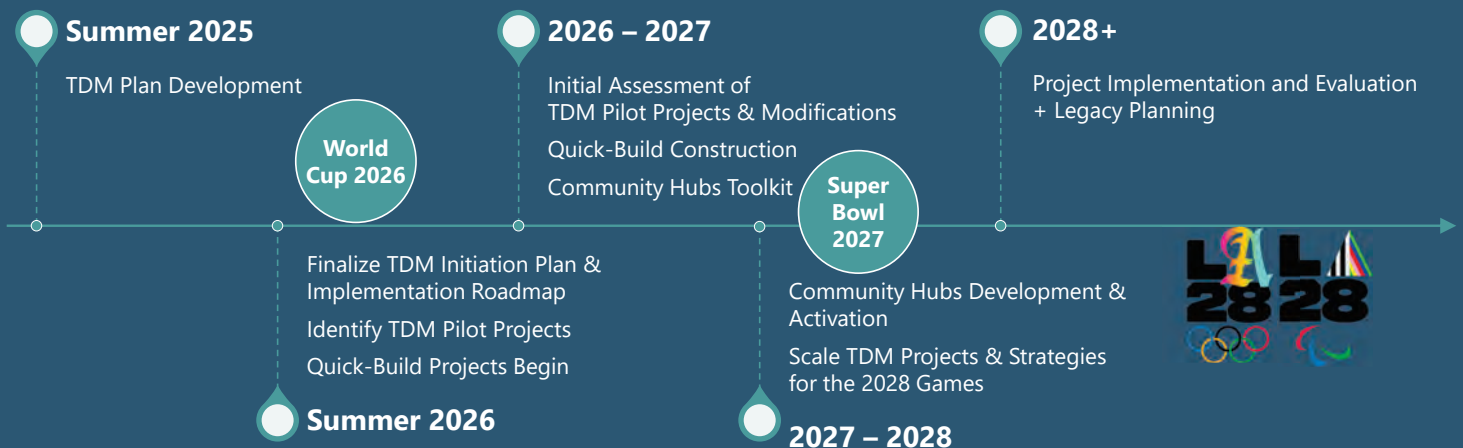 Summer 2025
TDM Plan Development
World
Cup 2026
Finalize TDM Initiation Plan &
Implementation Roadmap
Identify TDM Pilot Projects
Quick-Build Projects Begin
Summer 2026
2026 – 2027
Initial Assessment of
TDM Pilot Projects & Modifications
Quick-Build Construction
Community Hubs Toolkit
Super
Bowl
2027
Community Hubs Development &
Activation
Scale TDM Projects & Strategies
for the 2028 Games
2027 – 2028
2028+
Project Implementation and Evaluation
+ Legacy Planning
LA LA
28 28